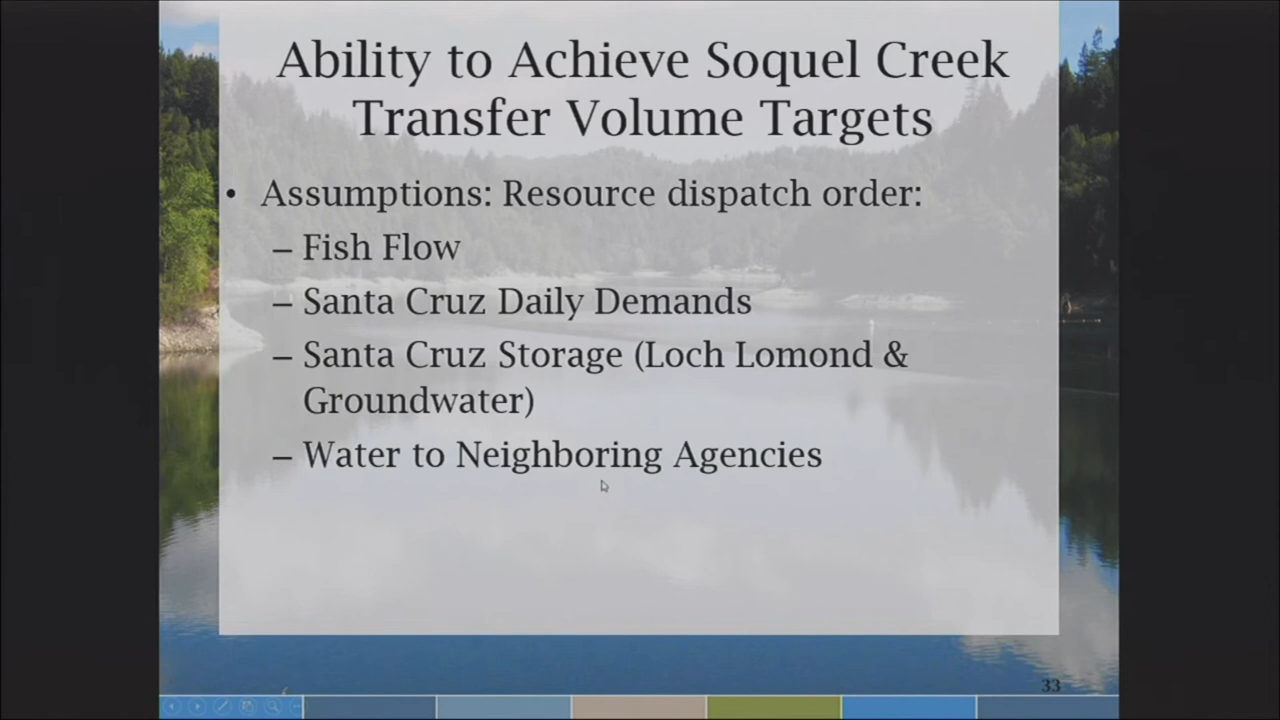 Ability to Achieve Soquel Creek
Transfer Volume Targets
• Assumptions: Resource dispatch order:
– Fish Flow
– Santa Cruz Daily Demands
– Santa Cruz Storage (Loch Lomond &
Groundwater)
– Water to Neighboring Agencies
33